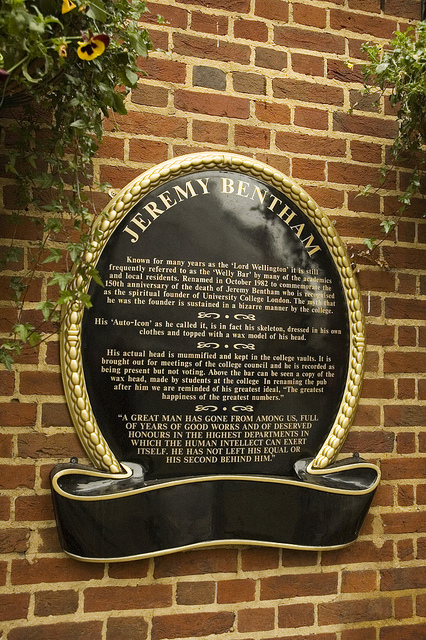 JEREMY BENTHAM
Known for many years as the 'Lord Wellington' it is still
frequently referred to as the 'Welly Bar' by many of the academics
and local residents. Renamed in October 1982 to commemorate the
150th anniversary of the death of Jeremy Bentham who is recognised
as the spiritual founder of University College London. The myth that
he was the founder is sustained in a bizarre manner by the college.
His 'Auto-Icon' as he called it, is in fact his skeleton, dressed in his own
clothes and topped with a wax model of his head.
His actual head is mummified and kept in the college vaults. It is
brought out for meetings of the college council and he is recorded as
being present but not voting. Above the bar can be seen a copy of the
wax head, made by students at the college In renaming the pub
after him we are reminded of his greatest ideal, "The greatest
happiness of the greatest numbers."
"A GREAT MAN HAS GONE FROM AMONG US, FULL
OF YEARS OF GOOD WORKS AND OF DESERVED
HONOURS IN THE HIGHEST DEPARTMENTS IN
WHICH THE HUMAN INTELLECT CAN EXERT
ITSELF. HE HAS NOT LEFT HIS EQUAL OR
HIS SECOND BEHIND HIM."